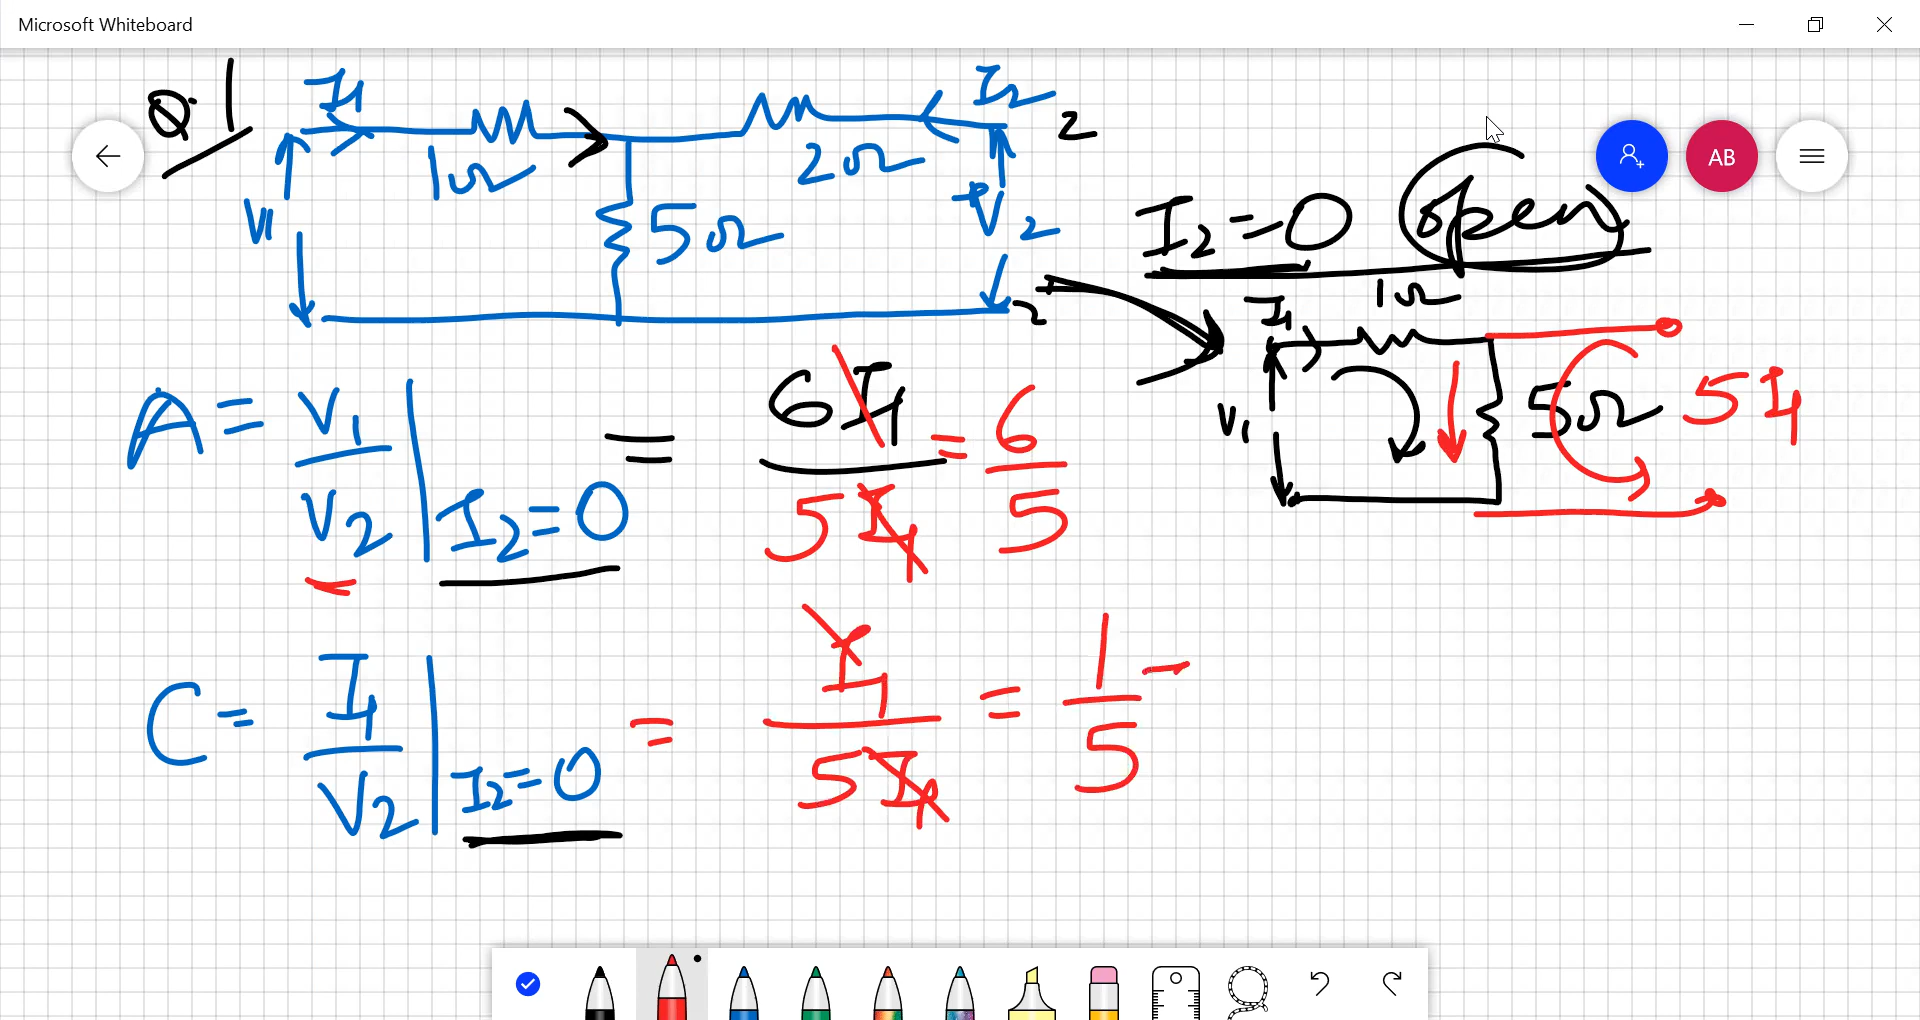 Microsoft Whiteboard
Q.1
I1 I2
1Ω 2Ω 2
V1 5Ω V2
2
AB
I2=0 open
I1 1Ω
V1 5Ω 5I1
A = V1/V2 | I2=0 = 6I1/5I1 = 6/5
C = I1/V2 | I2=0 = I1/5I1 = 1/5 -